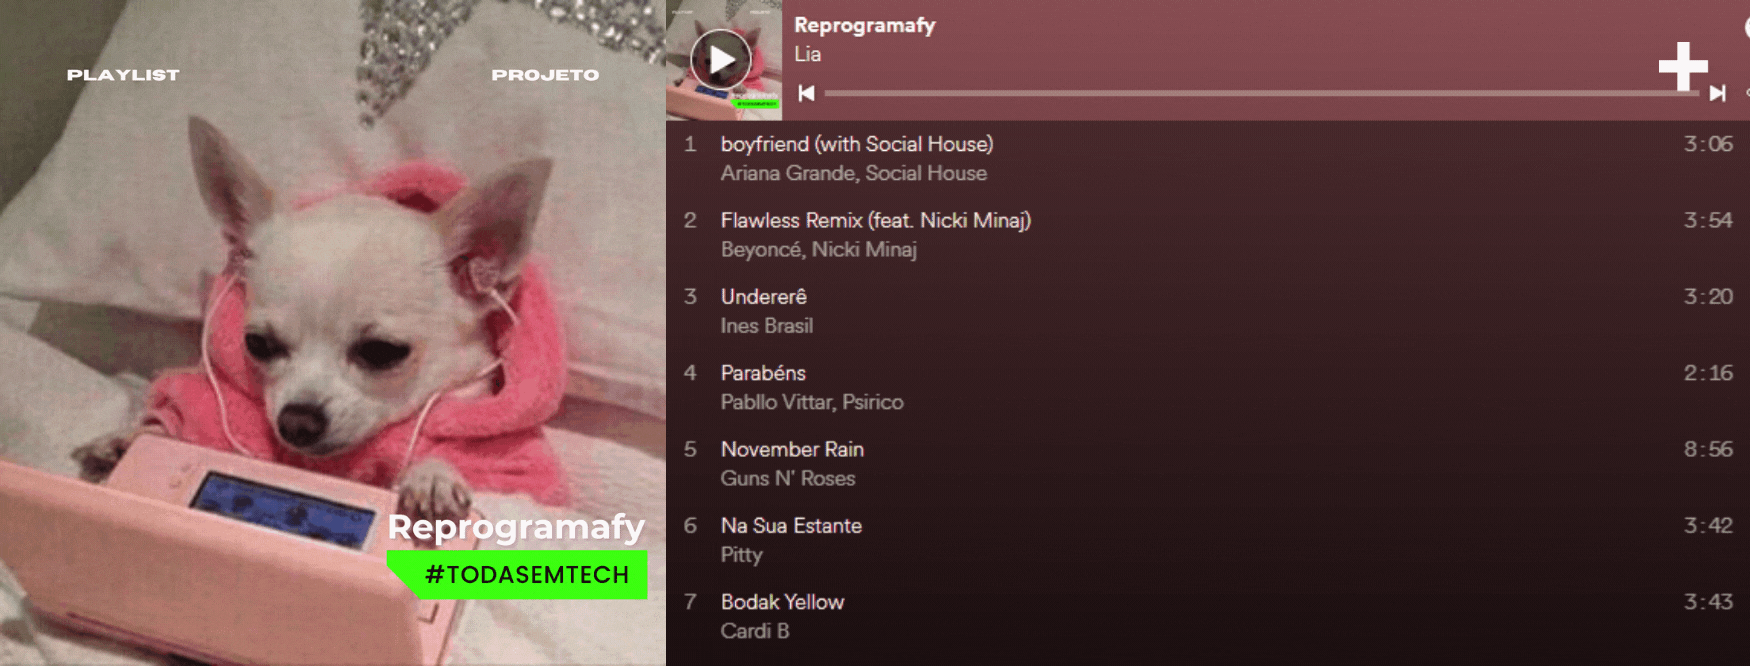 PLAYLIST
PROJETO
Reprogramafy
#TODASEMTECH
Reprogramafy
Lia
1 boyfriend (with Social House) 3:06
Ariana Grande, Social House
2 Flawless Remix (feat. Nicki Minaj) 3:54
Beyoncé, Nicki Minaj
3 Undererê 3:20
Ines Brasil
4 Parabéns 2:16
Pabllo Vittar, Psirico
5 November Rain 8:56
Guns N' Roses
6 Na Sua Estante 3:42
Pitty
7 Bodak Yellow 3:43
Cardi B